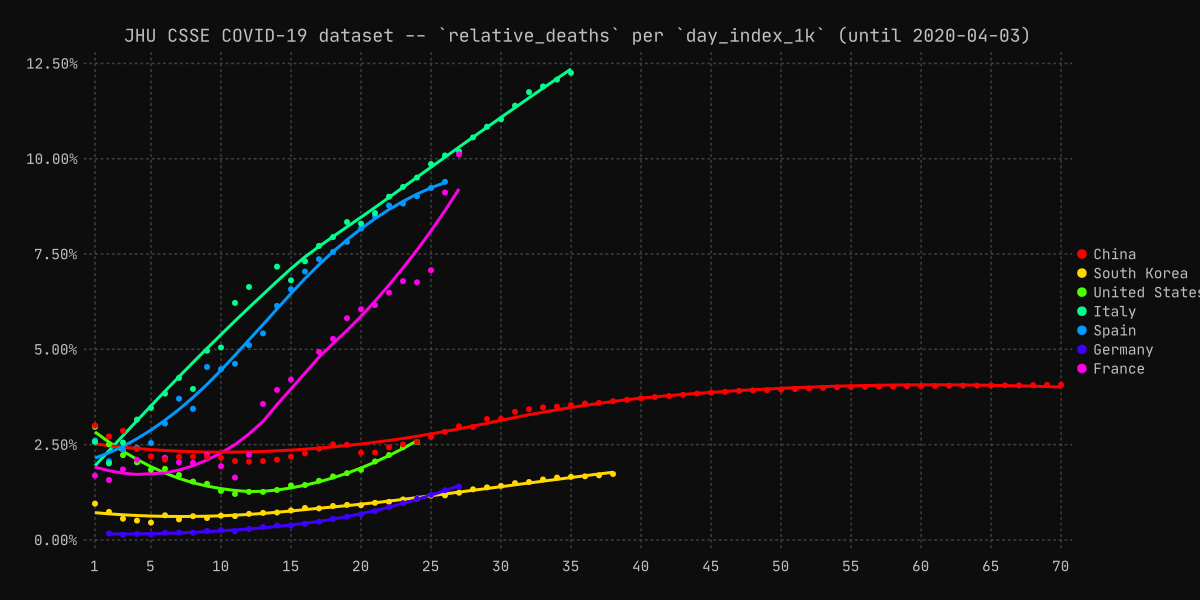 JHU CSSE COVID-19 dataset -- `relative_deaths` per `day_index_1k` (until 2020-04-03)
12.50%
10.00%
7.50%
5.00%
2.50%
0.00%
1 5 10 15 20 25 30 35 40 45 50 55 60 65 70
China
South Korea
United States
Italy
Spain
Germany
France